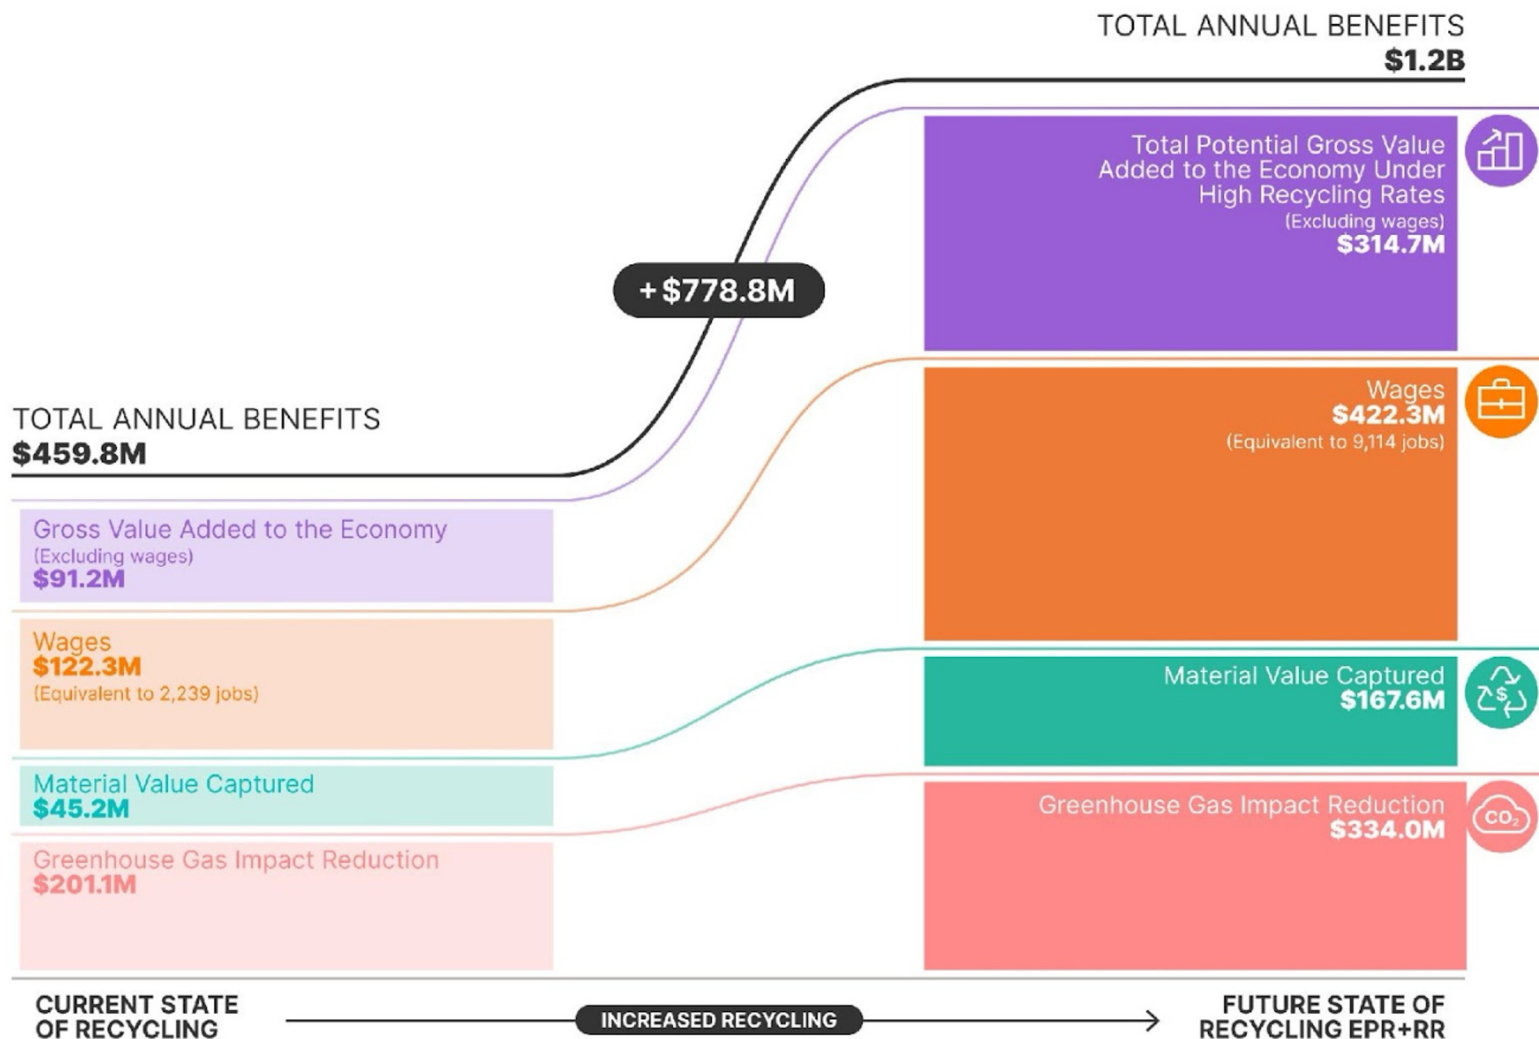 TOTAL ANNUAL BENEFITS
$1.2B
Total Potential Gross Value
Added to the Economy Under
High Recycling Rates
(Excluding wages)
$314.7M
+$778.8M
Wages
$422.3M
(Equivalent to 9,114 jobs)
TOTAL ANNUAL BENEFITS
$459.8M
Gross Value Added to the Economy
(Excluding wages)
$91.2M
Wages
$122.3M
(Equivalent to 2,239 jobs)
Material Value Captured
$167.6M
$
Material Value Captured
$45.2M
Greenhouse Gas Impact Reduction
$334.0M
CO₂
Greenhouse Gas Impact Reduction
$201.1M
CURRENT STATE
OF RECYCLING
INCREASED RECYCLING
FUTURE STATE OF
RECYCLING EPR+RR